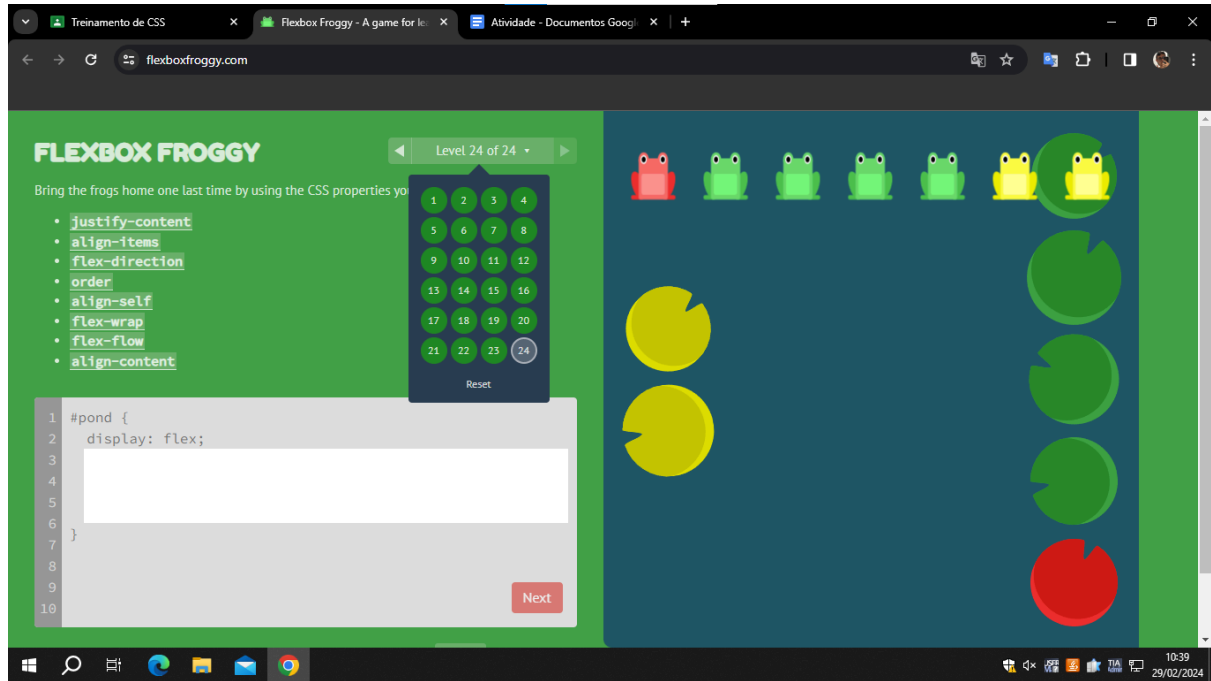 Treinamento de CSS
Flexbox Froggy - A game for le
Atividade - Documentos Googl
flexboxfroggy.com
FLEXBOX FROGGY
Level 24 of 24
Bring the frogs home one last time by using the CSS properties yo
justify-content
align-items
flex-direction
order
align-self
flex-wrap
flex-flow
align-content
1 2 3 4
5 6 7 8
9 10 11 12
13 14 15 16
17 18 19 20
21 22 23 24
Reset
1 #pond {
2 display: flex;
3
4
5
6
7 }
8
9
10
Next
TIA
10:39
29/02/2024